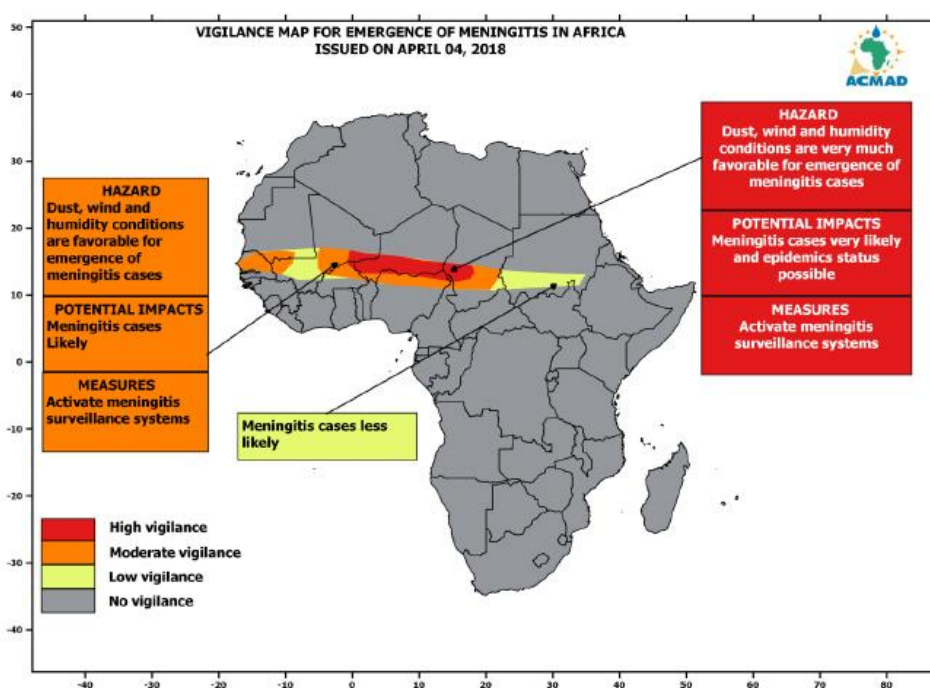 VIGILANCE MAP FOR EMERGENCE OF MENINGITIS IN AFRICA
ISSUED ON APRIL 04, 2018
ACMAD
HAZARD
Dust, wind and humidity
conditions are very much
favorable for emergence of
meningitis cases
POTENTIAL IMPACTS
Meningitis cases very likely
and epidemics status
possible
MEASURES
Activate meningitis
surveillance systems
HAZARD
Dust, wind and
humidity conditions
are favorable for
emergence of
meningitis cases
POTENTIAL IMPACTS
Meningitis cases
Likely
MEASURES
Activate meningitis
surveillance systems
Meningitis cases less
likely
High vigilance
Moderate vigilance
Low vigilance
No vigilance
50
40
30
20
10
0
-10
-20
-30
-40
-40 -30 -20 -10 0 10 20 30 40 50 60 70 80